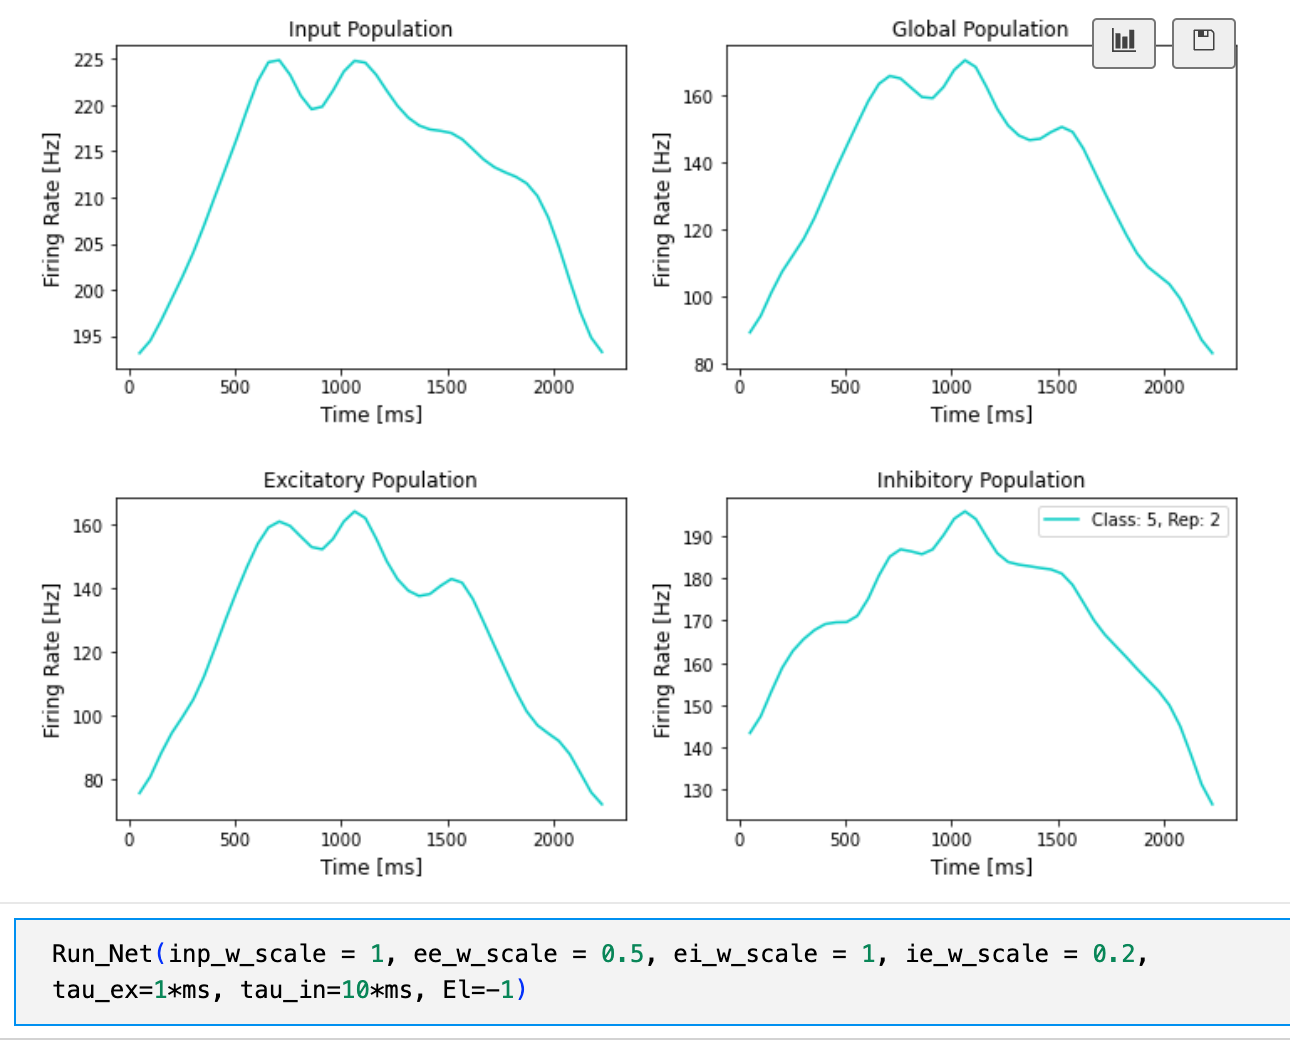 Input Population
225
220
215
210
205
200
195
Firing Rate [Hz]
0 500 1000 1500 2000
Time [ms]
Global Population
160
140
120
100
80
Firing Rate [Hz]
0 500 1000 1500 2000
Time [ms]
Excitatory Population
160
140
120
100
80
Firing Rate [Hz]
0 500 1000 1500 2000
Time [ms]
Inhibitory Population
Class: 5, Rep: 2
190
180
170
160
150
140
130
Firing Rate [Hz]
0 500 1000 1500 2000
Time [ms]
Run_Net(inp_w_scale = 1, ee_w_scale = 0.5, ei_w_scale = 1, ie_w_scale = 0.2,
tau_ex=1*ms, tau_in=10*ms, El=-1)